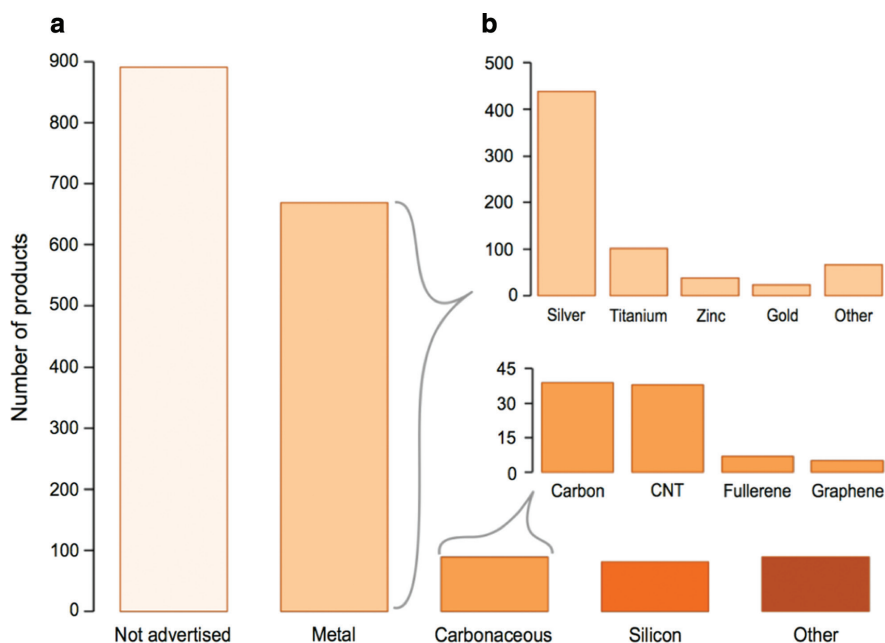 a
b
Number of products
900
800
700
600
500
400
300
200
100
0
Not advertised
Metal
Carbonaceous
Silicon
Other
500
400
300
200
100
0
Silver
Titanium
Zinc
Gold
Other
45
30
15
0
Carbon
CNT
Fullerene
Graphene